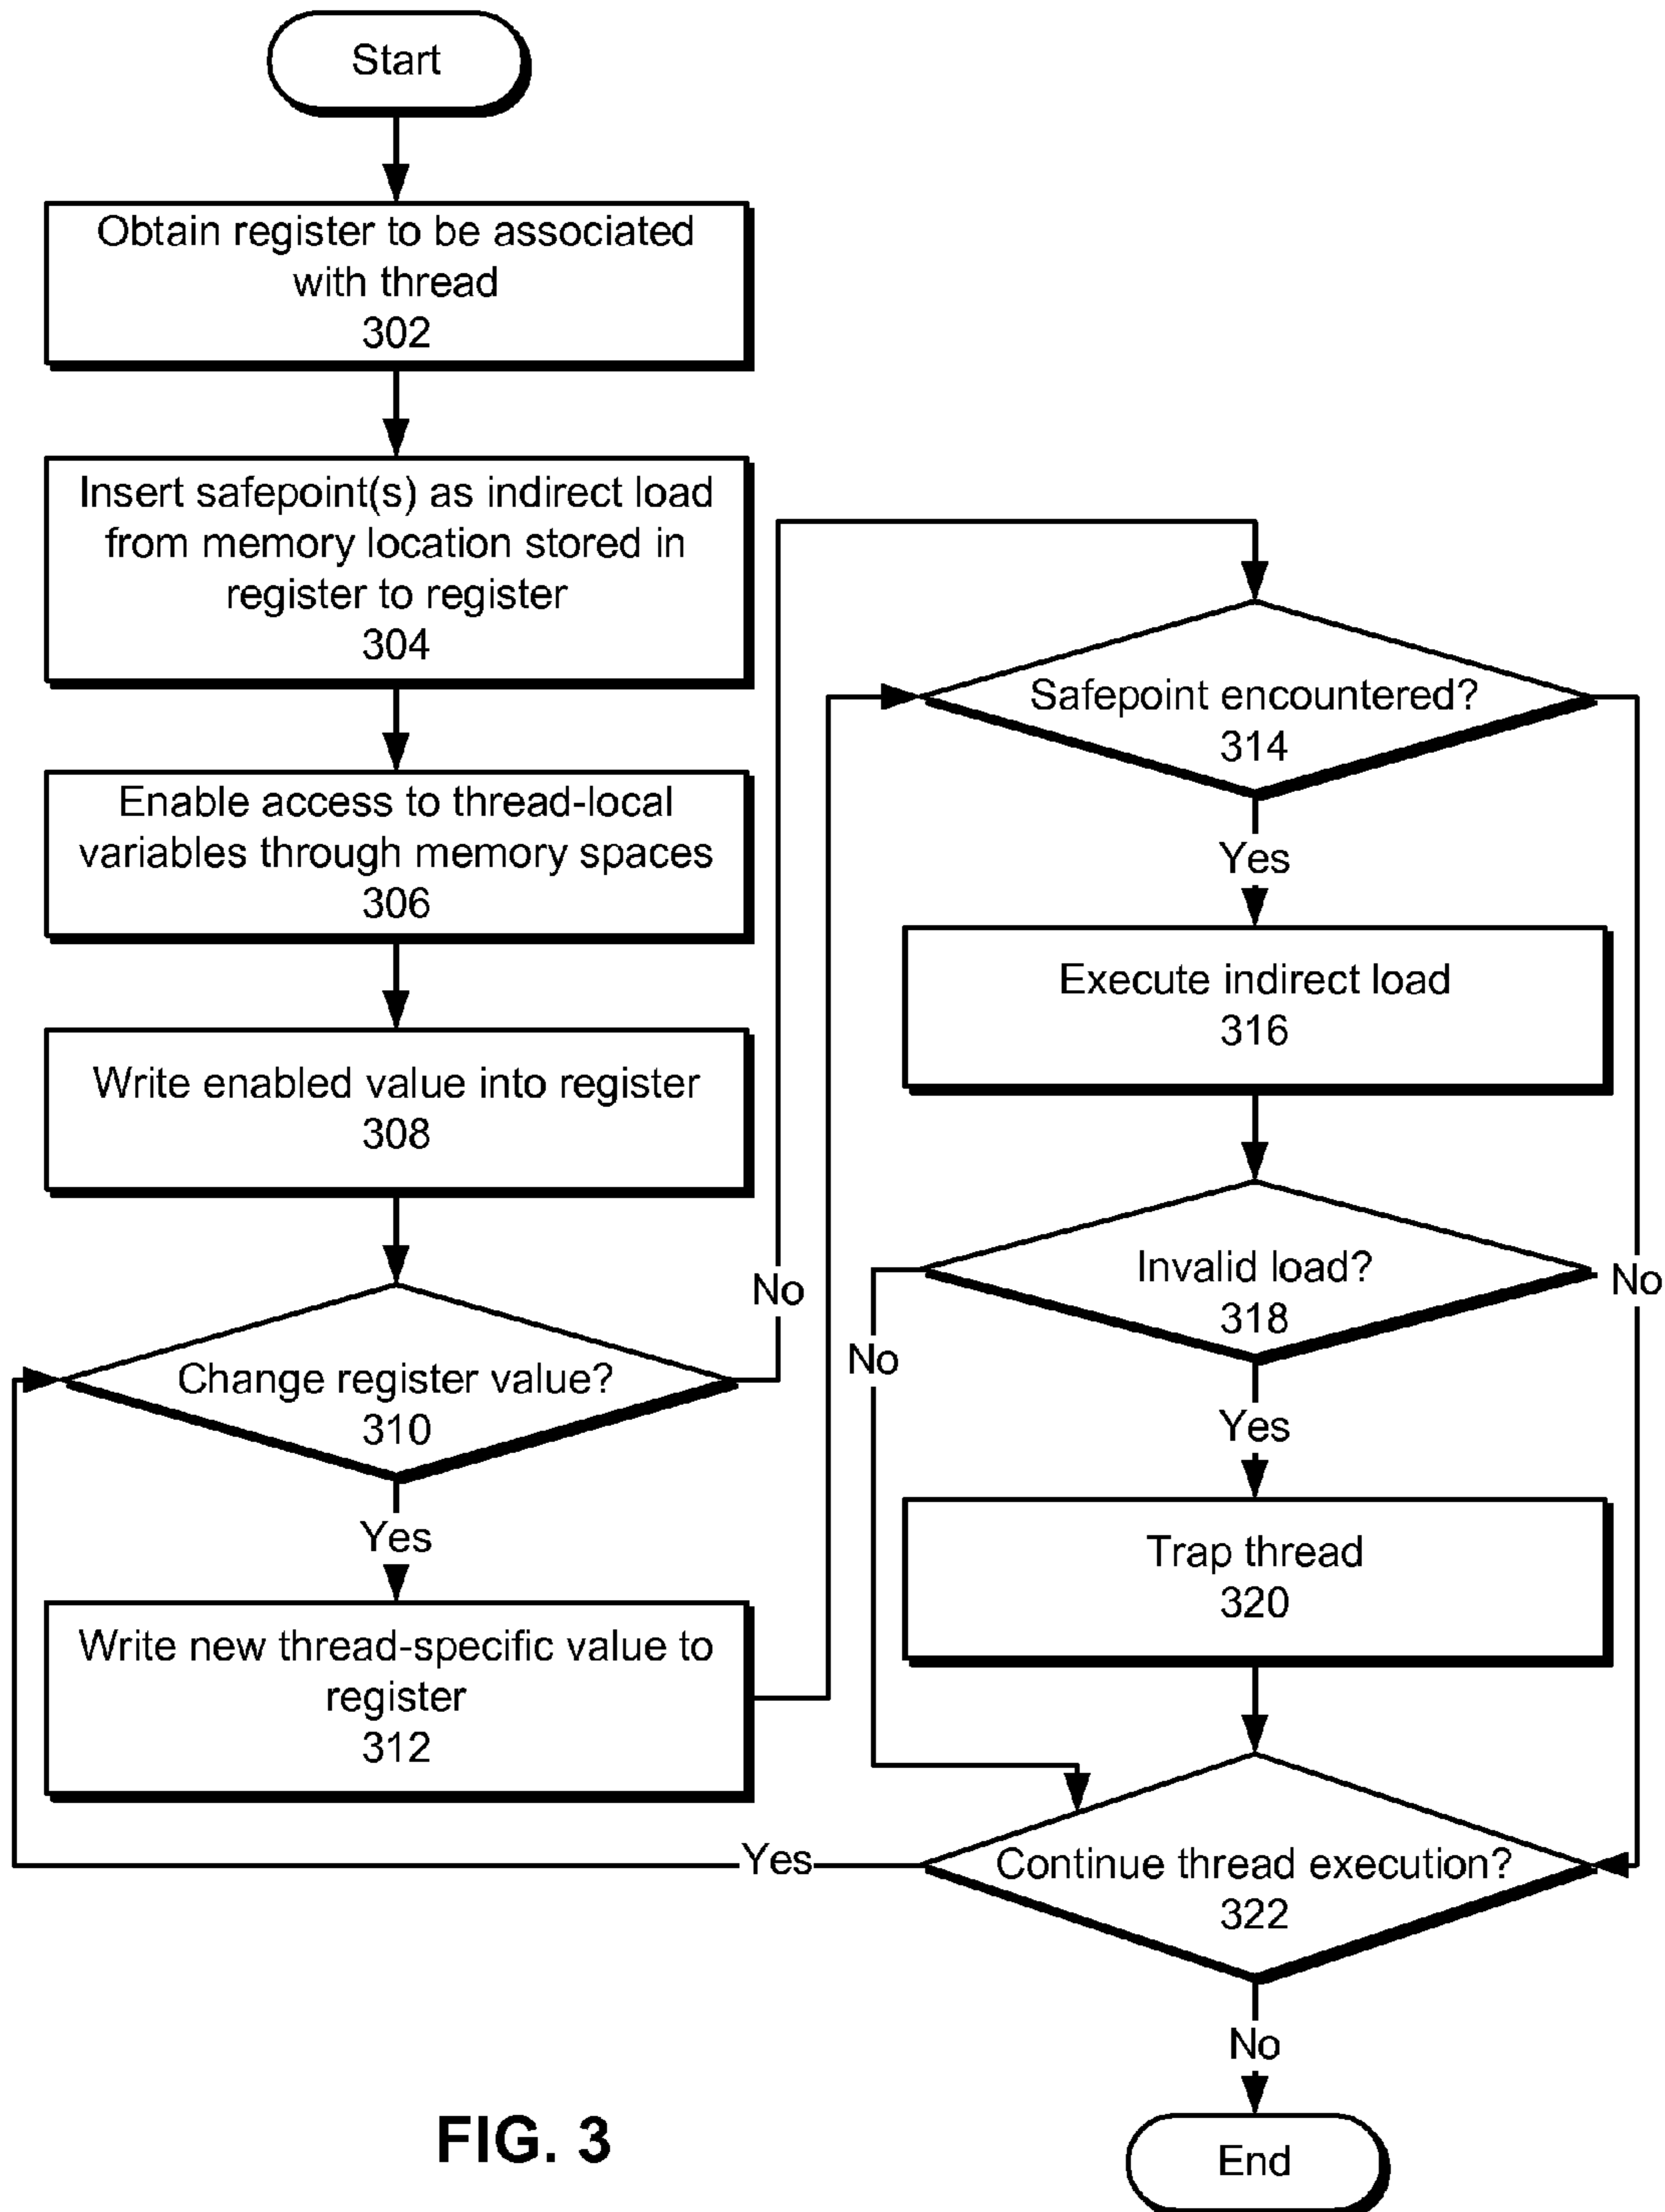 Start
Obtain register to be associated
with thread
302
Insert safepoint(s) as indirect load
from memory location stored in
register to register
304
Enable access to thread-local
variables through memory spaces
306
Write enabled value into register
308
No
Change register value?
310
Yes
Write new thread-specific value to
register
312
Safepoint encountered?
314
Yes
No
Execute indirect load
316
Invalid load?
318
No
Yes
Trap thread
320
Continue thread execution?
322
Yes
No
End
FIG. 3